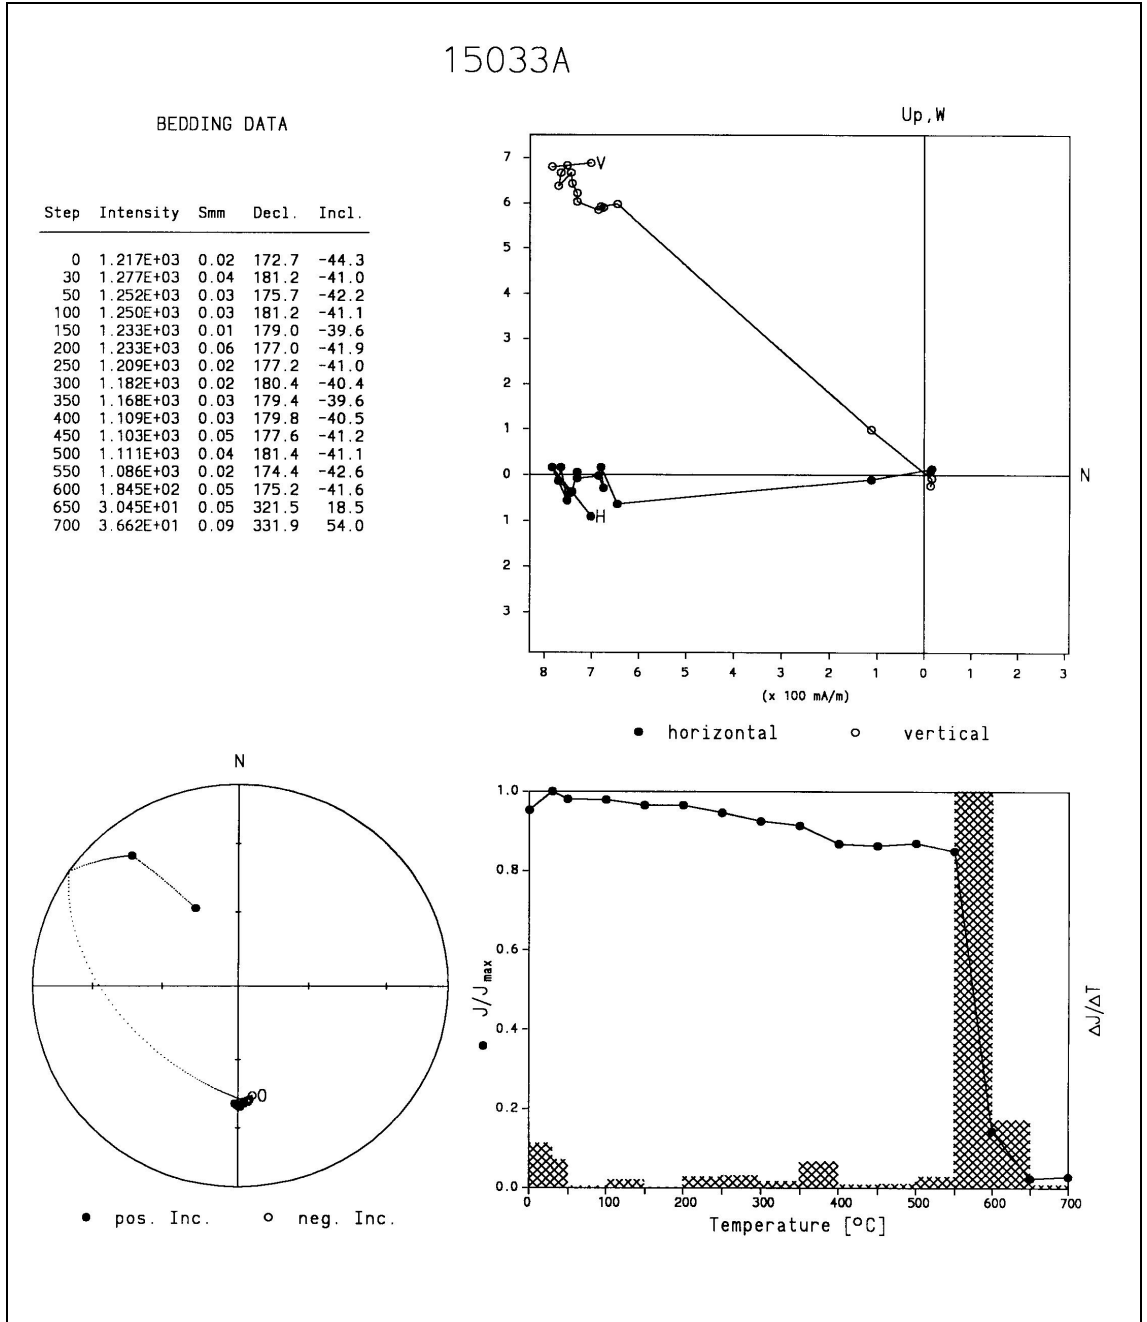 15033A
BEDDING DATA
Step Intensity Smm Decl. Incl.
0 1.217E+03 0.02 172.7 -44.3
30 1.277E+03 0.04 181.2 -41.0
50 1.252E+03 0.03 175.7 -42.2
100 1.250E+03 0.03 181.2 -41.1
150 1.233E+03 0.01 179.0 -39.6
200 1.233E+03 0.06 177.0 -41.9
250 1.209E+03 0.02 177.2 -41.0
300 1.182E+03 0.02 180.4 -40.4
350 1.168E+03 0.03 179.4 -39.6
400 1.109E+03 0.03 179.8 -40.5
450 1.103E+03 0.05 177.6 -41.2
500 1.111E+03 0.04 181.4 -41.1
550 1.086E+03 0.02 174.4 -42.6
600 1.845E+02 0.05 175.2 -41.6
650 3.045E+01 0.05 321.5 18.5
700 3.662E+01 0.09 331.9 54.0
Up,W
7
V
6
5
4
3
2
1
0
N
1
H
2
3
8 7 6 5 4 3 2 1 0 1 2 3
(x 100 mA/m)
● horizontal ○ vertical
N
O
● pos. Inc. ○ neg. Inc.
1.0
0.8
0.6
0.4
0.2
0.0
● J/Jmax
ΔJ/ΔT
0 100 200 300 400 500 600 700
Temperature [°C]